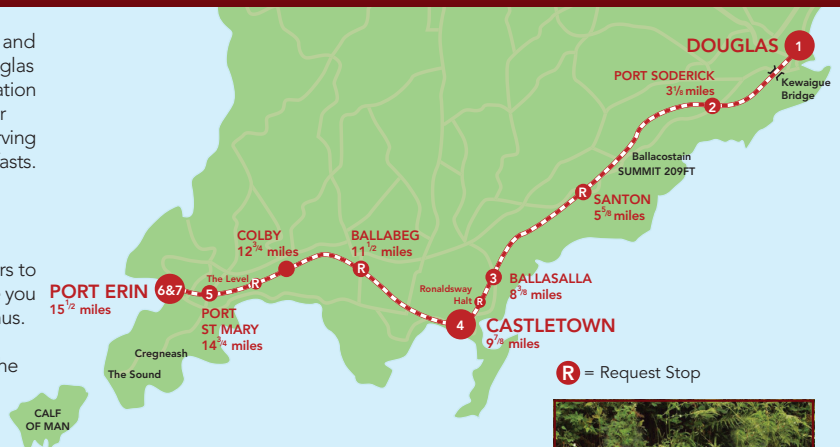 and
glas
ation
r
rving
asts.
rs to
you
us.
ne
DOUGLAS 1
Kewaigue
Bridge
PORT SODERICK
3⅛ miles
2
Ballacostain
SUMMIT 209FT
R
SANTON
5⅝ miles
3
BALLASALLA
8⅜ miles
Ronaldsway
Halt R
4
CASTLETOWN
9⅞ miles
BALLABEG
11½ miles
R
COLBY
12¾ miles
The Level R
5
PORT
ST MARY
14¾ miles
PORT ERIN 6&7
15½ miles
Cregneash
The Sound
CALF
OF MAN
R = Request Stop